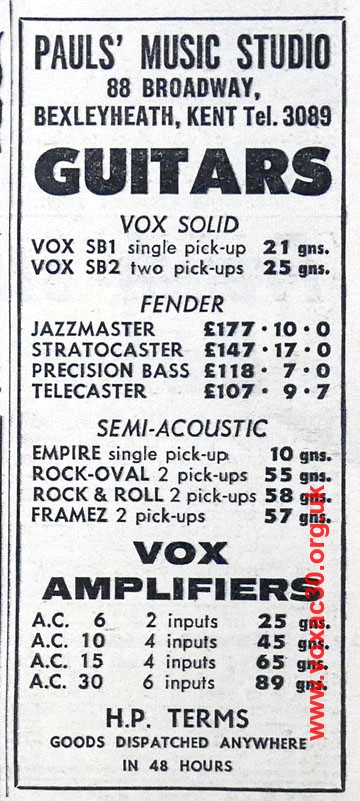 PAULS' MUSIC STUDIO
88 BROADWAY,
BEXLEYHEATH, KENT Tel. 3089
GUITARS
VOX SOLID
VOX SB1 single pick-up 21 gns.
VOX SB2 two pick-ups 25 gns.
FENDER
JAZZMASTER £177 · 10 · 0
STRATOCASTER £147 · 17 · 0
PRECISION BASS £118 · 7 · 0
TELECASTER £107 · 9 · 7
SEMI-ACOUSTIC
EMPIRE single pick-up 10 gns.
ROCK-OVAL 2 pick-ups 55 gns.
ROCK & ROLL 2 pick-ups 58 gns.
FRAMEZ 2 pick-ups 57 gns.
VOX
AMPLIFIERS
A.C. 6 2 inputs 25 gns.
A.C. 10 4 inputs 45 gns.
A.C. 15 4 inputs 65 gns.
A.C. 30 6 inputs 89 gns.
H.P. TERMS
GOODS DISPATCHED ANYWHERE
IN 48 HOURS
www.voxac30.org.uk